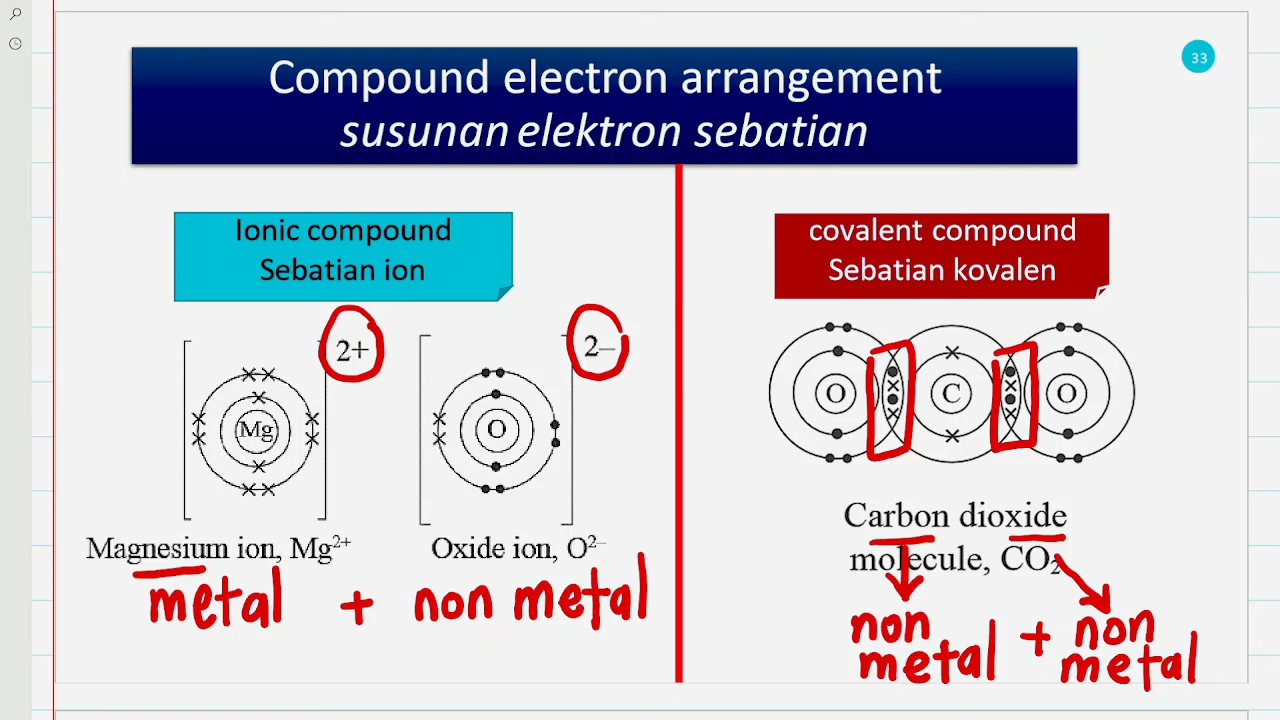 33
Compound electron arrangement
susunan elektron sebatian
Ionic compound
Sebatian ion
covalent compound
Sebatian kovalen
2+
2–
Mg
O
O
C
O
Magnesium ion, Mg²⁺
Oxide ion, O²⁻
metal + non metal
Carbon dioxide
molecule, CO₂
non metal + non metal